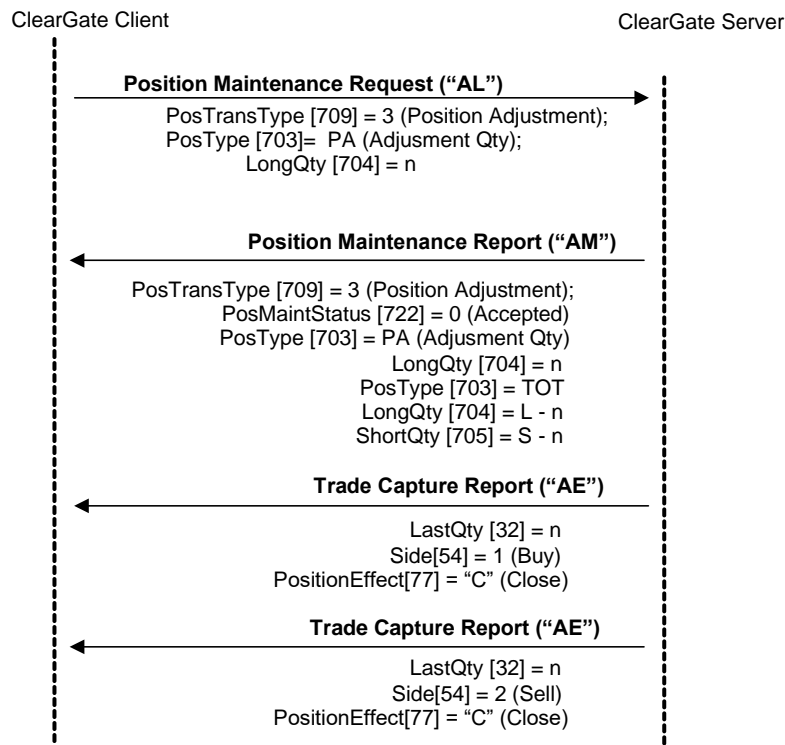 ClearGate Client
ClearGate Server
Position Maintenance Request (“AL”)
PosTransType [709] = 3 (Position Adjustment);
PosType [703]= PA (Adjusment Qty);
LongQty [704] = n
Position Maintenance Report (“AM”)
PosTransType [709] = 3 (Position Adjustment);
PosMaintStatus [722] = 0 (Accepted)
PosType [703] = PA (Adjusment Qty)
LongQty [704] = n
PosType [703] = TOT
LongQty [704] = L - n
ShortQty [705] = S - n
Trade Capture Report (“AE”)
LastQty [32] = n
Side[54] = 1 (Buy)
PositionEffect[77] = “C” (Close)
Trade Capture Report (“AE”)
LastQty [32] = n
Side[54] = 2 (Sell)
PositionEffect[77] = “C” (Close)